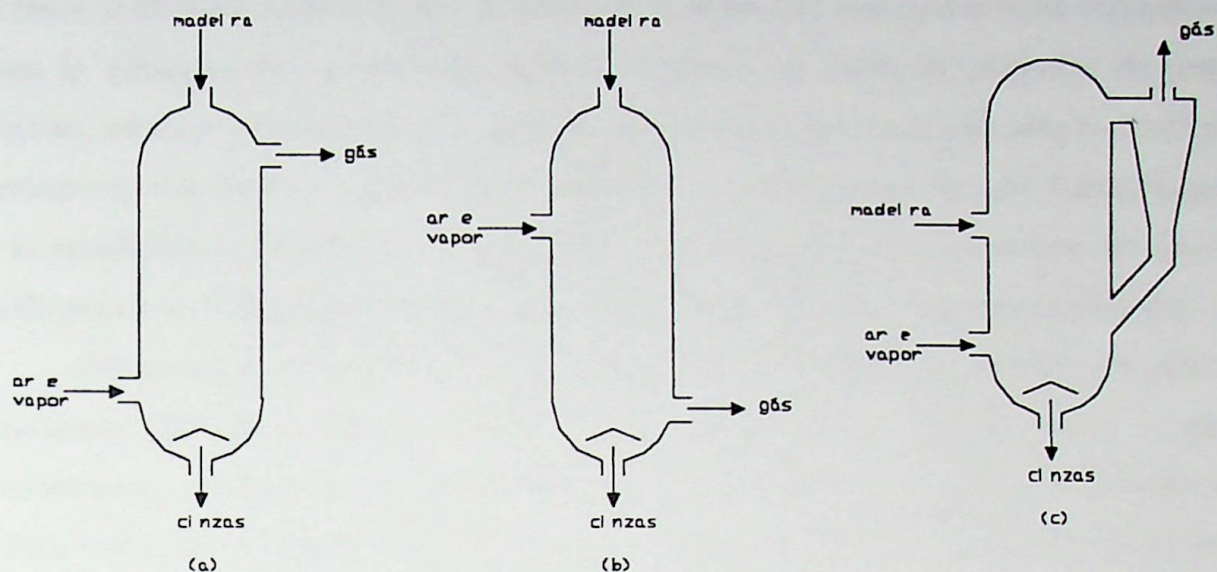 madeira
gás
ar e
vapor
cinzas
(a)
madeira
ar e
vapor
gás
cinzas
(b)
gás
madeira
ar e
vapor
cinzas
(c)